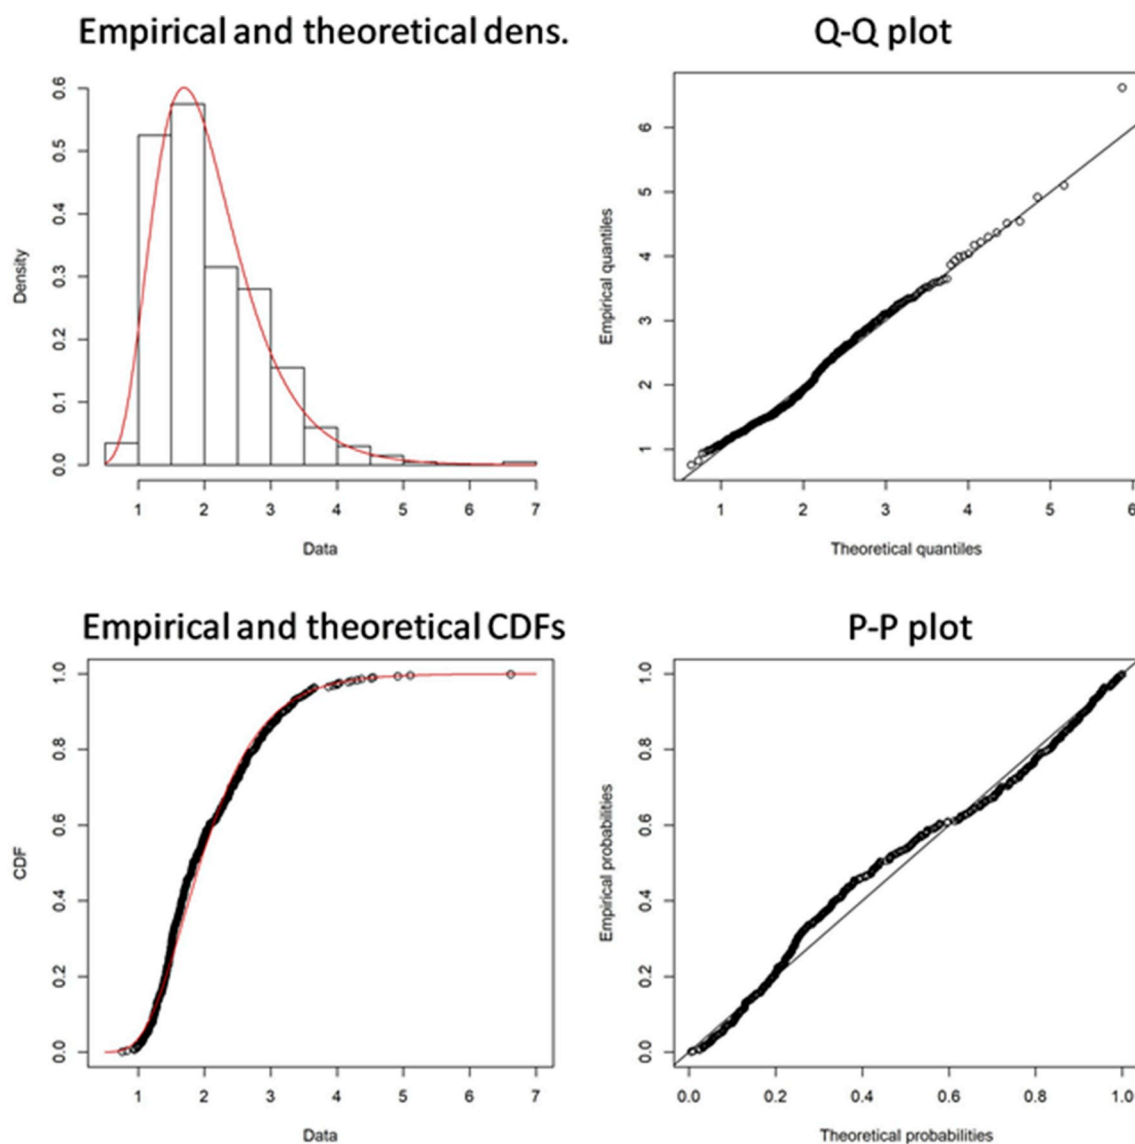 Empirical and theoretical dens.
Q-Q plot
Density
0.0 0.1 0.2 0.3 0.4 0.5 0.6
1 2 3 4 5 6 7
Data
Empirical quantiles
1 2 3 4 5 6
1 2 3 4 5 6
Theoretical quantiles
Empirical and theoretical CDFs
P-P plot
CDF
0.0 0.2 0.4 0.6 0.8 1.0
1 2 3 4 5 6 7
Data
Empirical probabilities
0.0 0.2 0.4 0.6 0.8 1.0
0.0 0.2 0.4 0.6 0.8 1.0
Theoretical probabilities